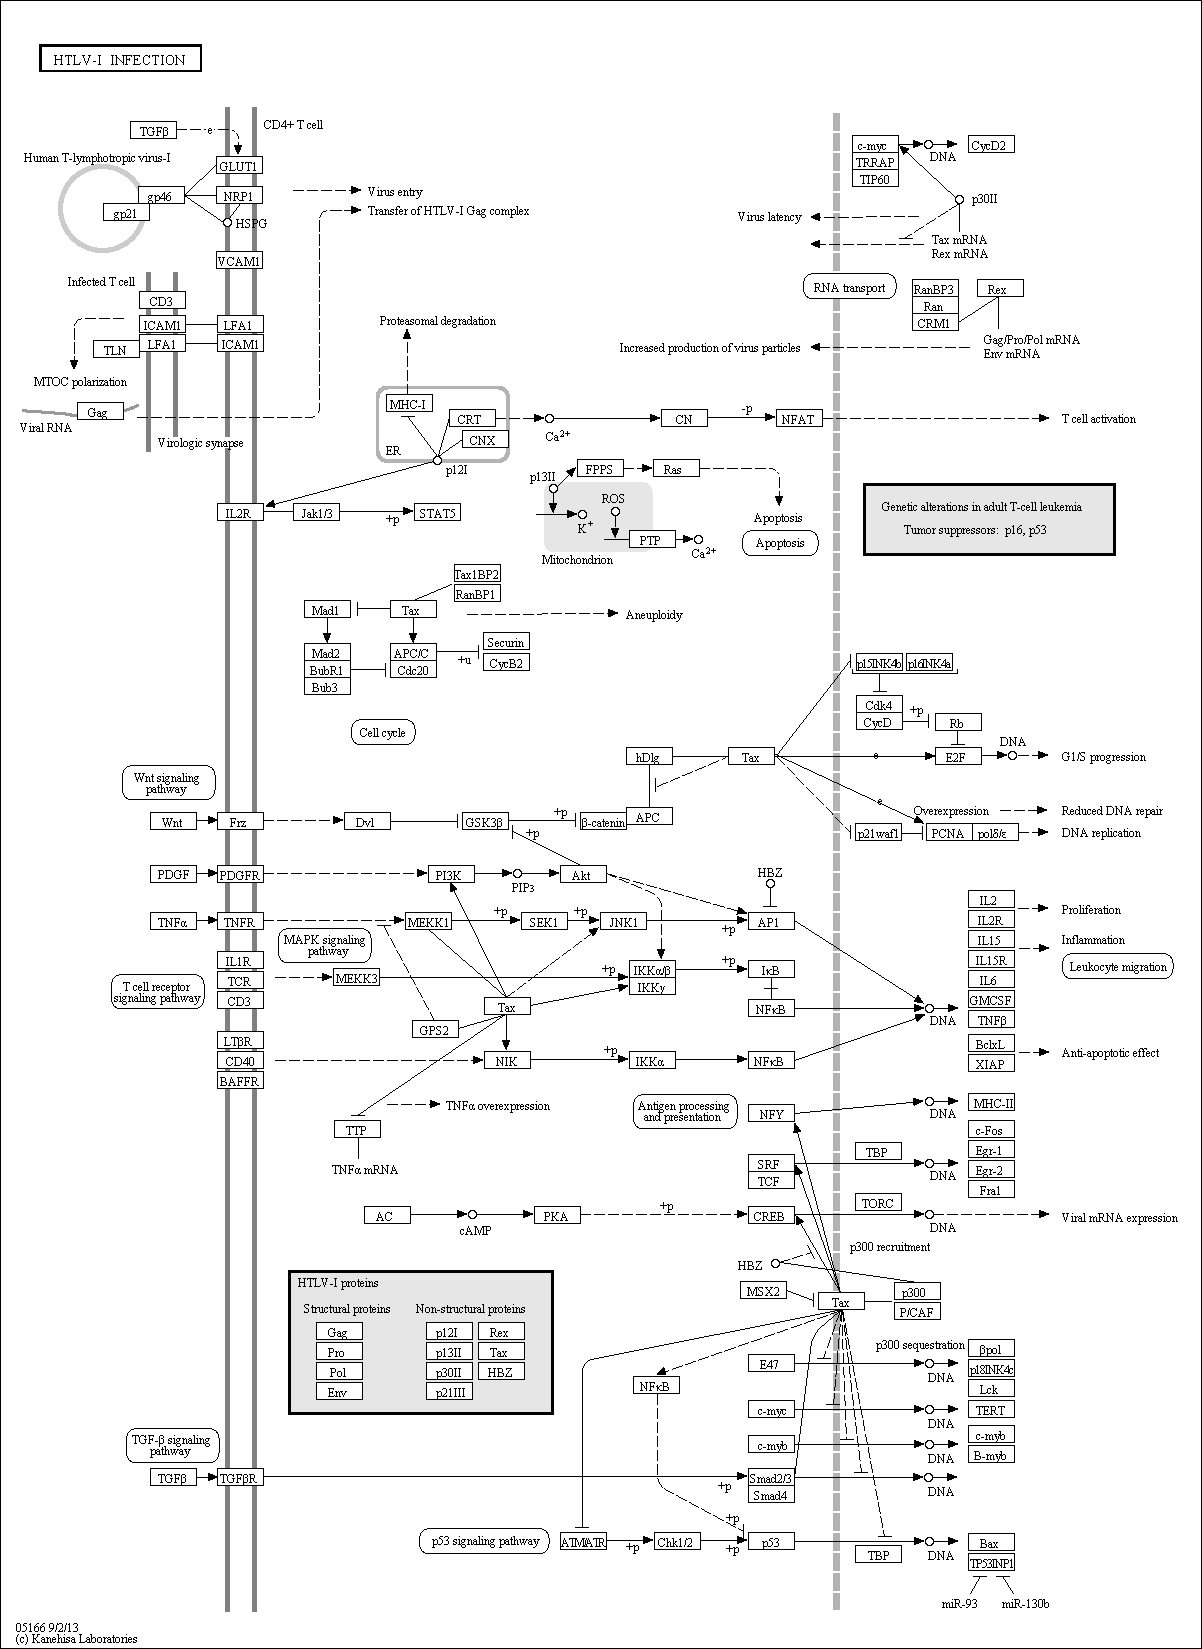 HTLV-I INFECTION
TGFβ
e
CD4+ T cell
Human T-lymphotropic virus-I
GLUT1
gp46
NRP1
gp21
HSPG
Virus entry
Transfer of HTLV-I Gag complex
VCAM1
c-myc
TRRAP
TIP60
DNA
CycD2
p30II
Virus latency
Tax mRNA
Rex mRNA
RNA transport
RanBP3
Ran
CRM1
Rex
Gag/Pro/Pol mRNA
Env mRNA
Increased production of virus particles
Infected T cell
CD3
ICAM1
LFA1
TLN
LFA1
ICAM1
MTOC polarization
Gag
Viral RNA
Virologic synapse
Proteasomal degradation
MHC-I
CRT
CNX
ER
p12I
Ca2+
CN
-p
NFAT
T cell activation
IL2R
Jak1/3
+p
STAT5
p13II
FPPS
Ras
ROS
K+
PTP
Ca2+
Mitochondrion
Apoptosis
Apoptosis
Genetic alterations in adult T-cell leukemia
Tumor suppressors: p16, p53
Tax1BP2
RanBP1
Mad1
Tax
Aneuploidy
Mad2
BubR1
Bub3
APC/C
Cdc20
+u
Securin
CycB2
Cell cycle
p15INK4b
p16INK4a
Cdk4
CycD
+p
Rb
hDlg
Tax
e
E2F
DNA
G1/S progression
Wnt signaling
pathway
Wnt
Frz
Dvl
GSK3β
+p
β-catenin
APC
+p
e
Overexpression
Reduced DNA repair
p21waf1
PCNA
polδ/ε
DNA replication
PDGF
PDGFR
PI3K
PIP3
Akt
HBZ
TNFα
TNFR
MEKK1
+p
SEK1
+p
JNK1
+p
AP1
MAPK signaling
pathway
IL1R
TCR
CD3
T cell receptor
signaling pathway
MEKK3
+p
IKKα/β
IKKγ
+p
IκB
NFκB
Tax
GPS2
DNA
LTβR
CD40
BAFFR
NIK
+p
IKKα
NFκB
IL2
IL2R
IL15
IL15R
IL6
GMCSF
TNFβ
BclxL
XIAP
Proliferation
Inflammation
Leukocyte migration
Anti-apoptotic effect
TNFα overexpression
TTP
TNFα mRNA
Antigen processing
and presentation
NFY
DNA
MHC-II
SRF
TCF
TBP
DNA
c-Fos
Egr-1
Egr-2
Fra1
AC
cAMP
PKA
+p
CREB
TORC
DNA
Viral mRNA expression
p300 recruitment
HBZ
MSX2
Tax
p300
P/CAF
HTLV-I proteins
Structural proteins
Non-structural proteins
Gag
p12I
Rex
Pro
p13II
Tax
Pol
p30II
HBZ
Env
p21III
p300 sequestration
E47
DNA
βpol
p18INK4c
Lck
NFκB
c-myc
DNA
TERT
c-myb
DNA
c-myb
B-myb
TGF-β signaling
pathway
TGFβ
TGFβR
+p
Smad2/3
Smad4
DNA
p53 signaling pathway
ATM/ATR
+p
Chk1/2
+p
+p
p53
TBP
DNA
Bax
TP53INP1
miR-93
miR-130b
05166 9/2/13
(c) Kanehisa Laboratories